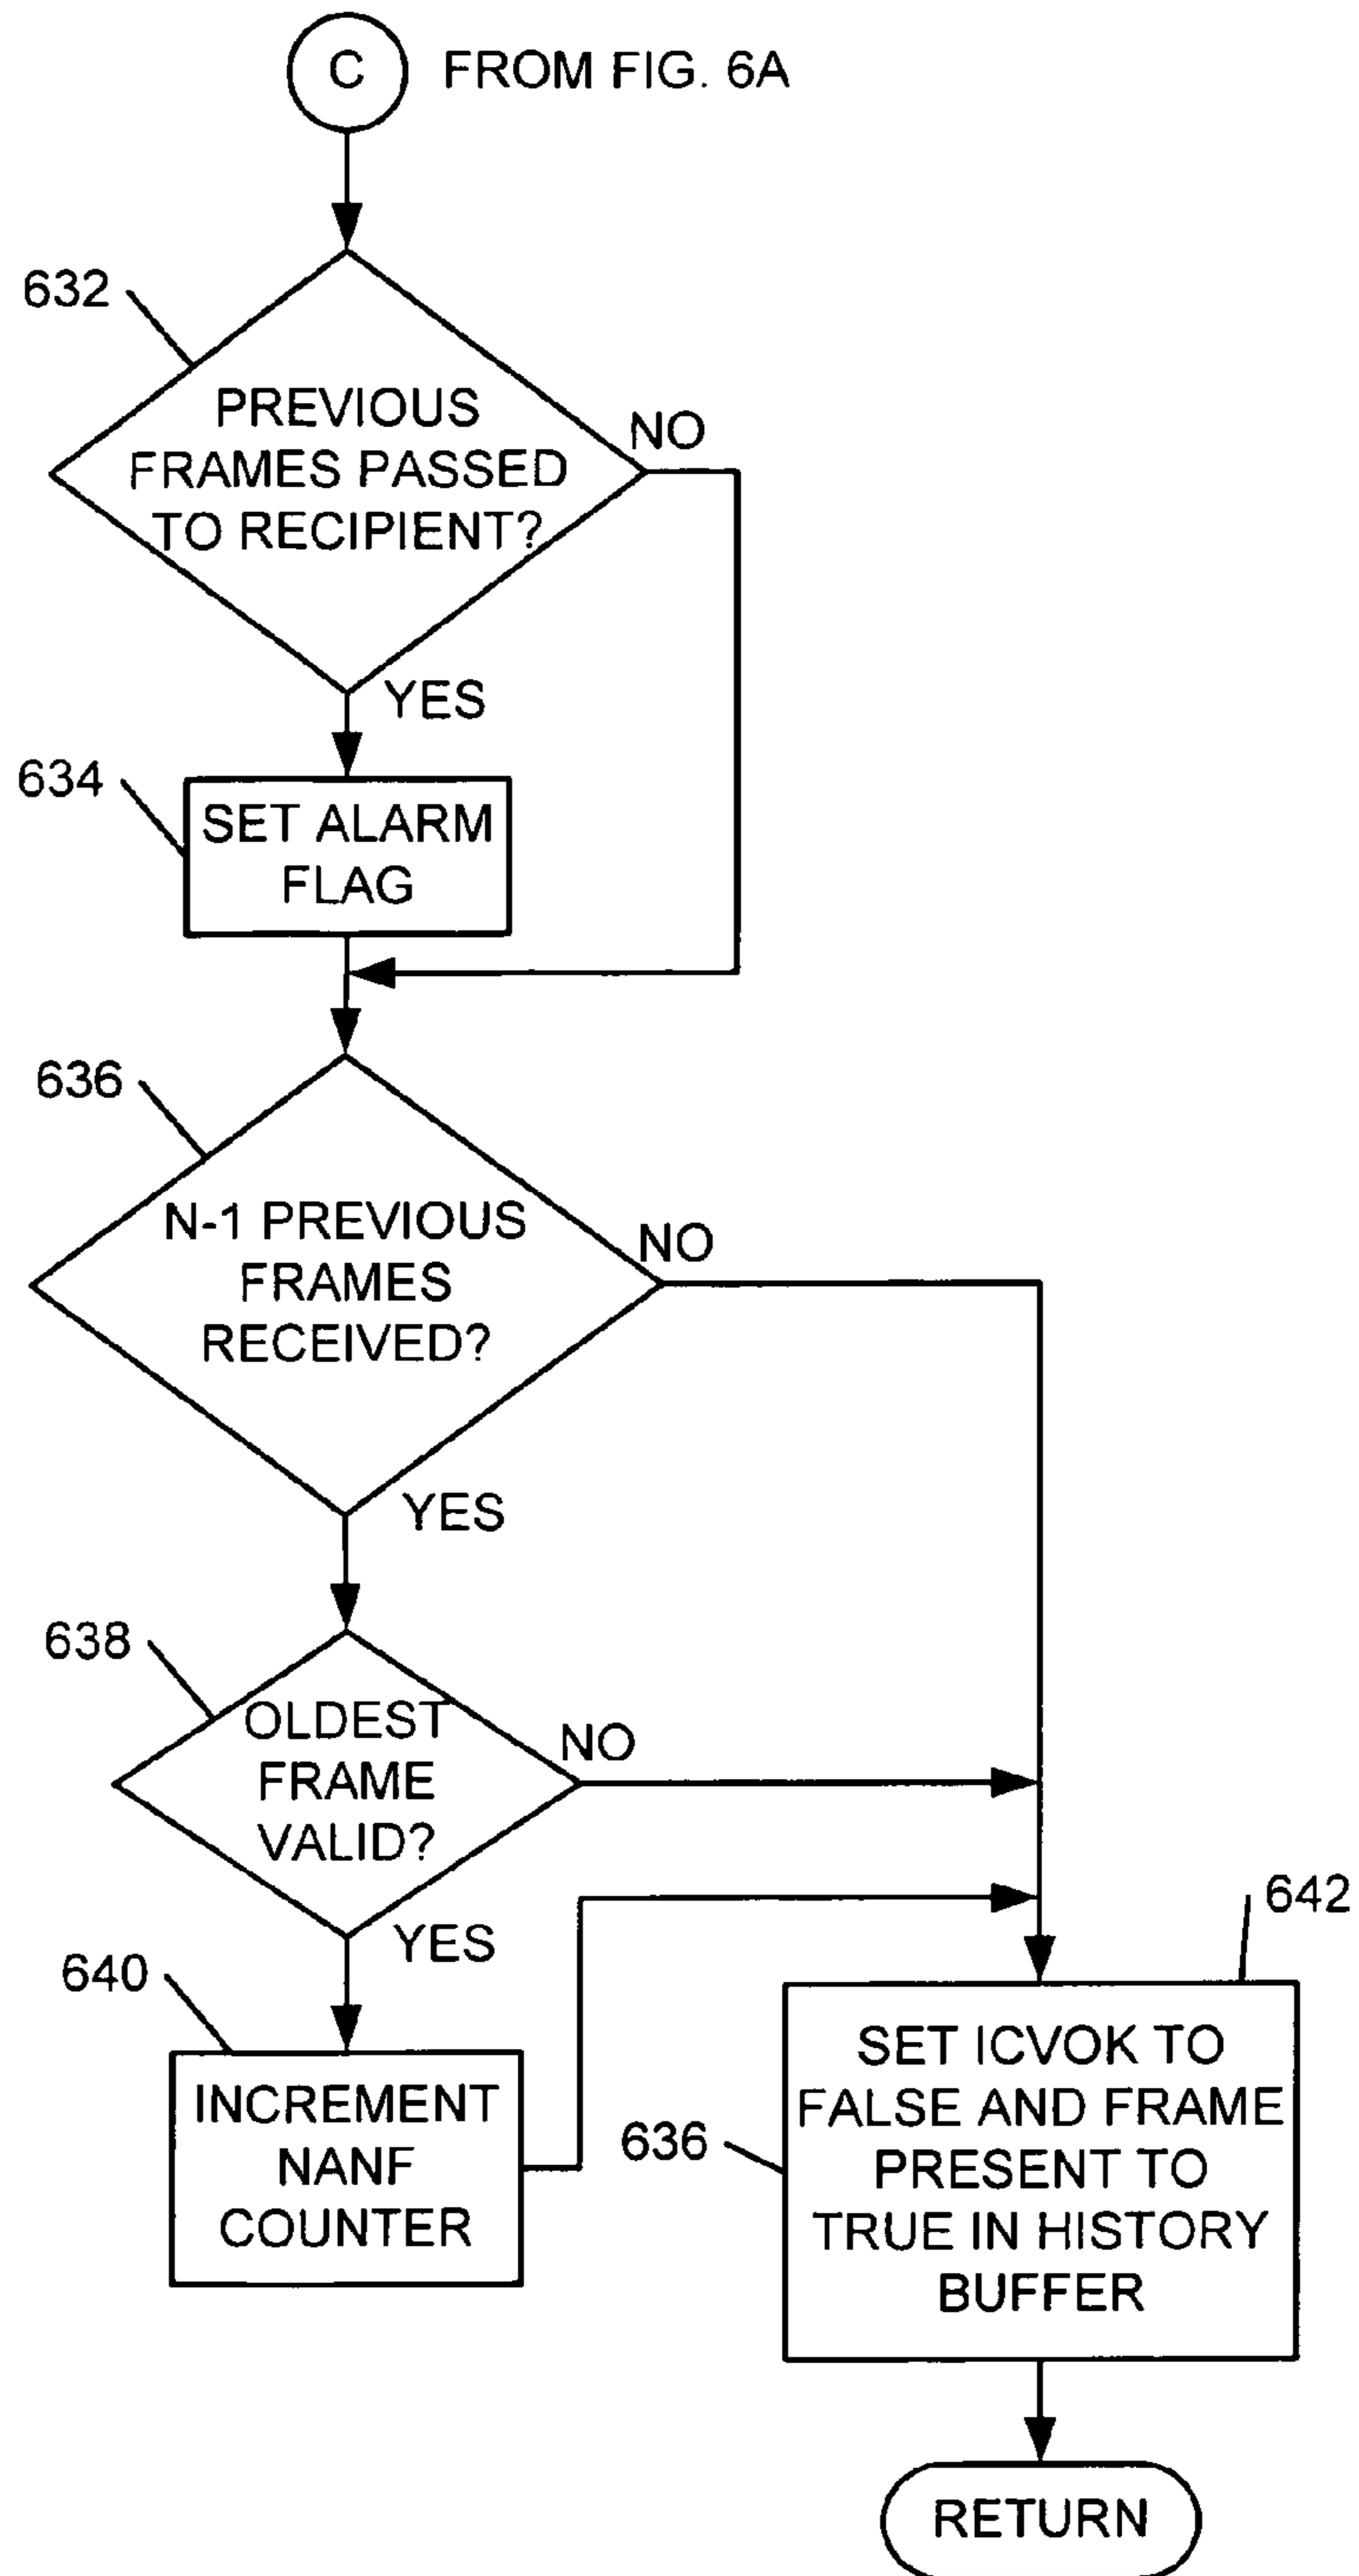 C FROM FIG. 6A
632
PREVIOUS
FRAMES PASSED
TO RECIPIENT?
NO
YES
634
SET ALARM
FLAG
636
N-1 PREVIOUS
FRAMES
RECEIVED?
NO
YES
638
OLDEST
FRAME
VALID?
NO
YES
640
INCREMENT
NANF
COUNTER
642
636
SET ICVOK TO
FALSE AND FRAME
PRESENT TO
TRUE IN HISTORY
BUFFER
RETURN